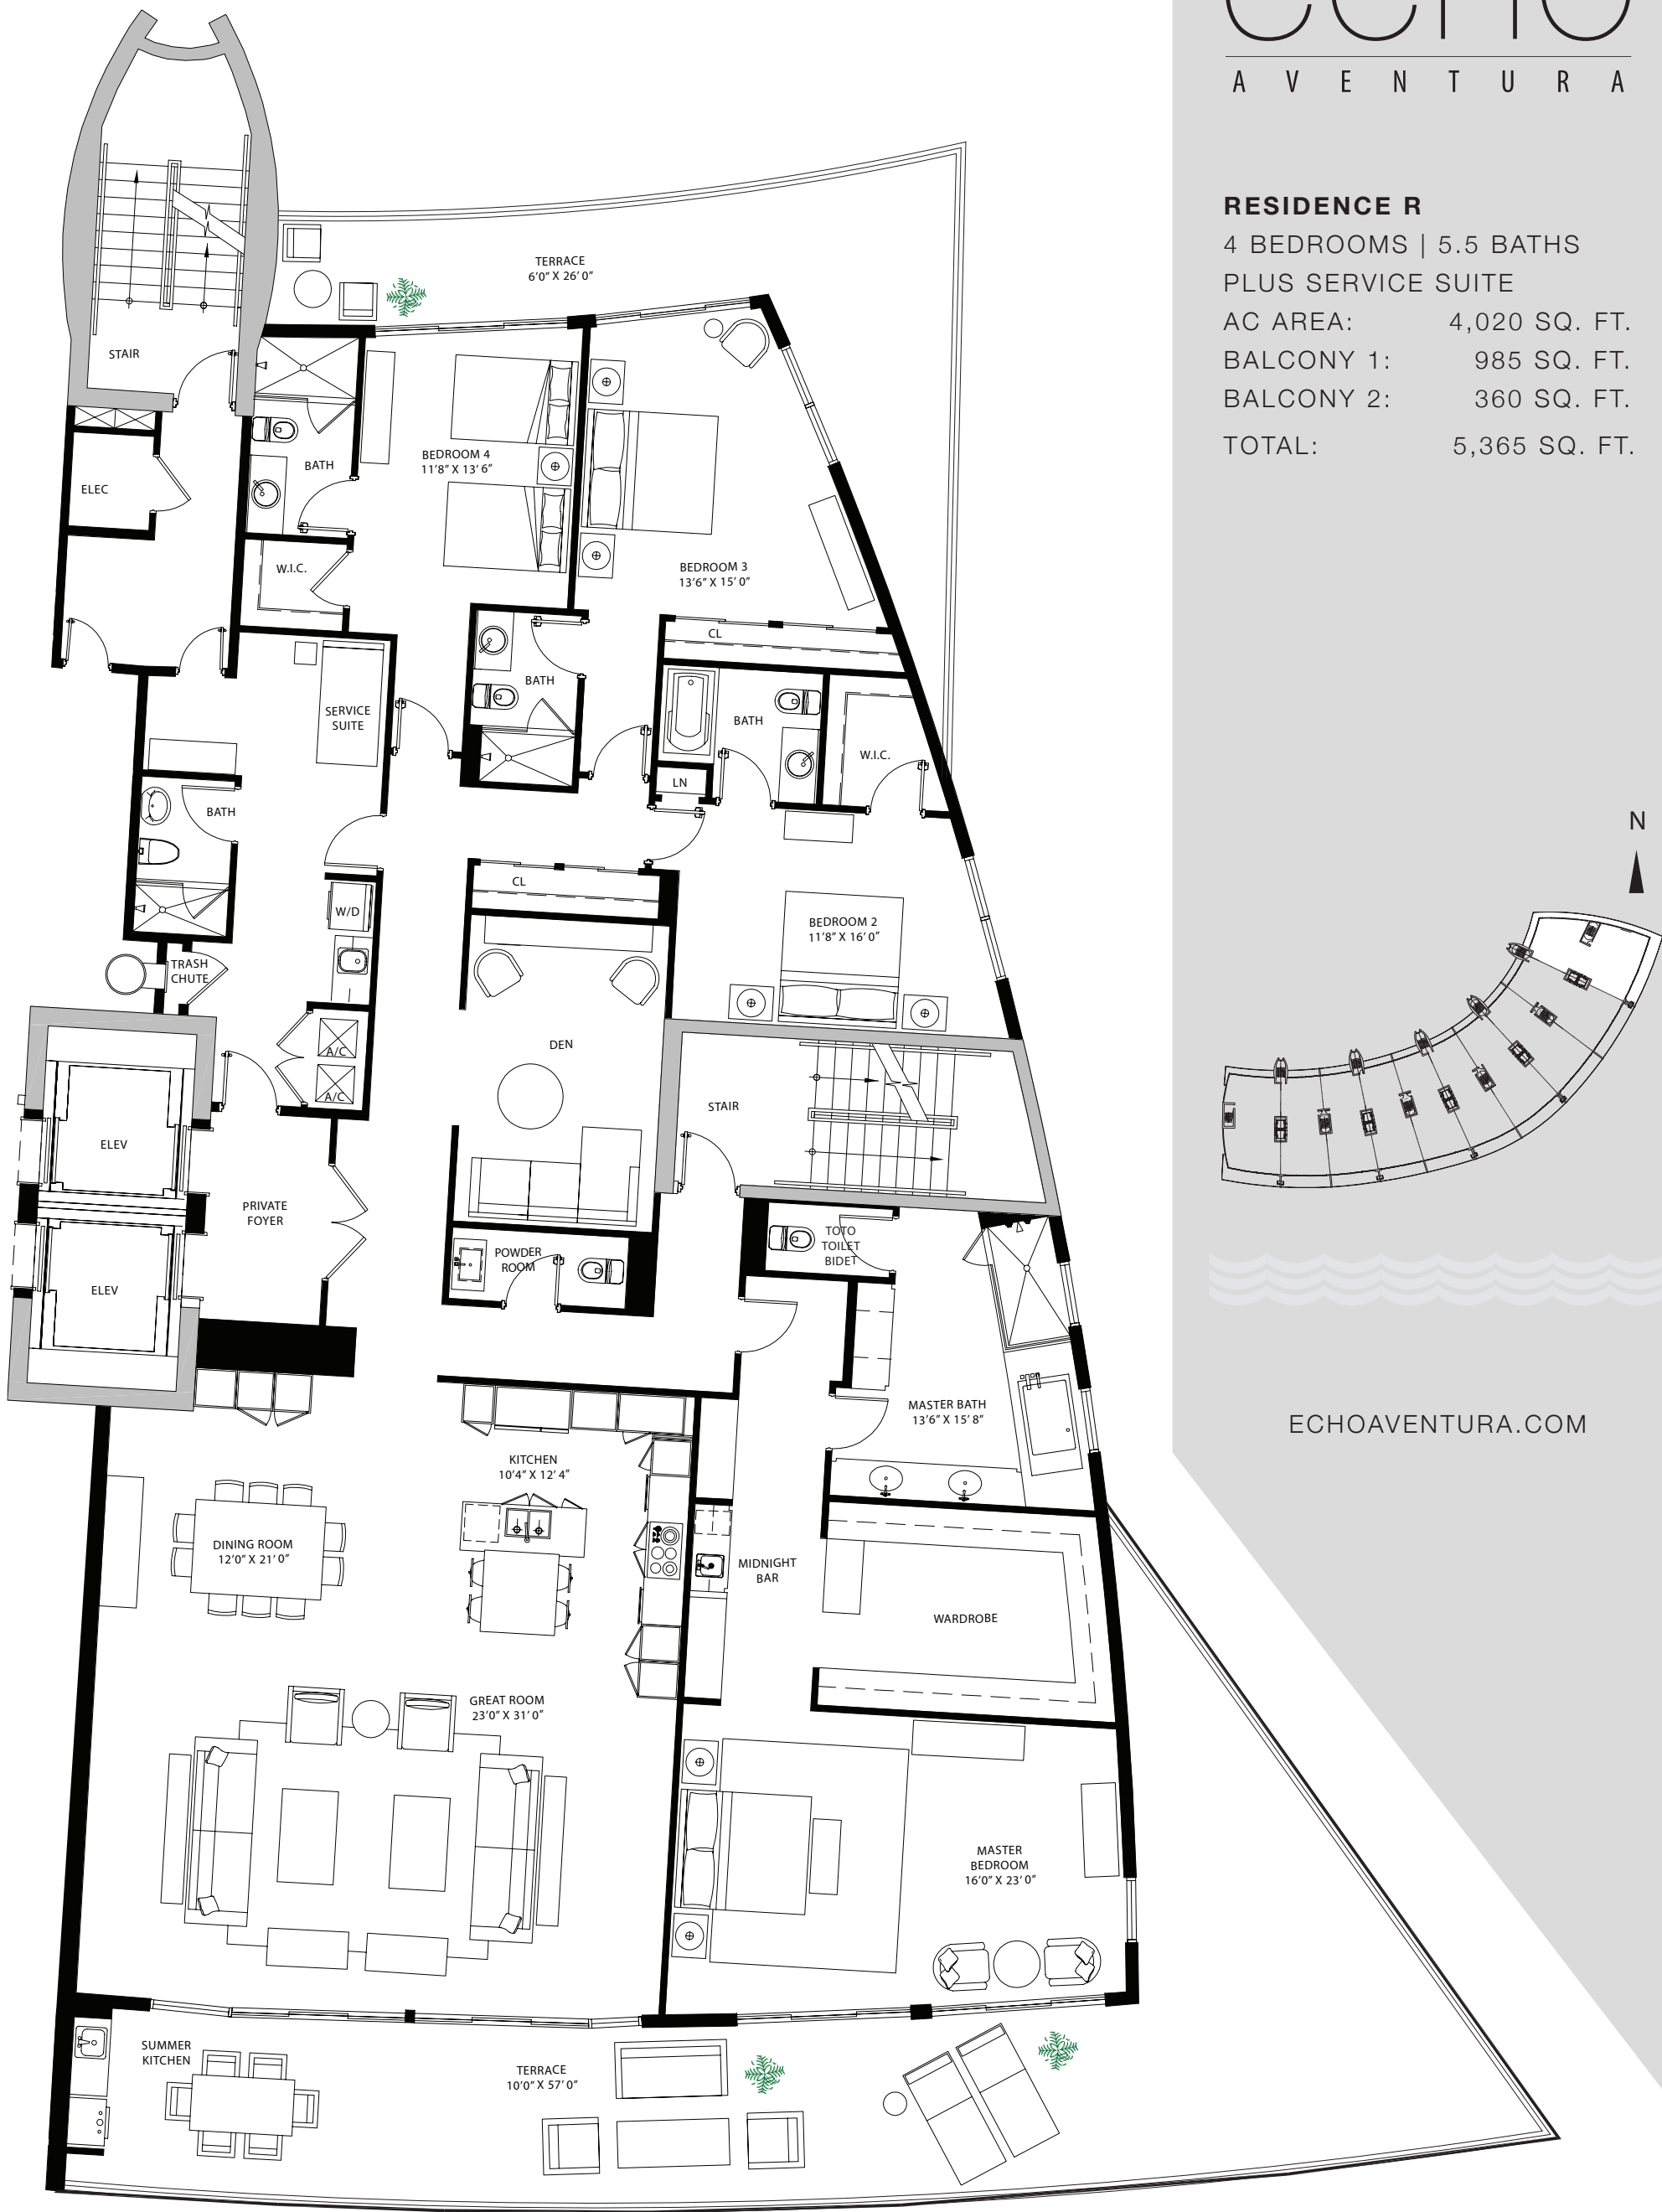 echo
AVENTURA
RESIDENCE R
4 BEDROOMS | 5.5 BATHS
PLUS SERVICE SUITE
AC AREA: 4,020 SQ. FT.
BALCONY 1: 985 SQ. FT.
BALCONY 2: 360 SQ. FT.
TOTAL: 5,365 SQ. FT.
N
ECHOAVENTURA.COM
TERRACE
6'0" X 26'0"
STAIR
BATH
BEDROOM 4
11'8" X 13'6"
ELEC
W.I.C.
BEDROOM 3
13'6" X 15'0"
CL
BATH
SERVICE
SUITE
BATH
W.I.C.
LN
BATH
CL
W/D
BEDROOM 2
11'8" X 16'0"
TRASH
CHUTE
A/C
A/C
DEN
STAIR
ELEV
PRIVATE
FOYER
ELEV
POWDER
ROOM
TOTO
TOILET
BIDET
MASTER BATH
13'6" X 15'8"
KITCHEN
10'4" X 12'4"
DINING ROOM
12'0" X 21'0"
MIDNIGHT
BAR
WARDROBE
GREAT ROOM
23'0" X 31'0"
MASTER
BEDROOM
16'0" X 23'0"
SUMMER
KITCHEN
TERRACE
10'0" X 57'0"